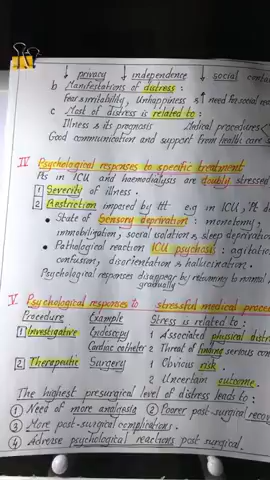 ↓ privacy ↓ independence ↓ social
b Manifestations of distress :
Fear & irritability, Unhappiness & ↑ need for social
c Most of distress is related to :
Illness & its prognosis Medical procedures
Good communication and support from health care
IV Psychological responses to specific treatment
Pts in ICU and haemodialysis are doubly stressed
1 Severity of illness.
2 Restriction imposed by ttt e.g in ICU, Pt
• State of Sensory deprivation : monotony,
immobilization, social isolation & sleep deprivation
• Pathological reaction ICU psychosis : agitation
confusion, disorientation & hallucination.
Psychological responses disappear by returning to normal
gradually
V Psychological responses to stressful medical
Procedure Example Stress is related to :
1 Investigative Endoscopy 1 Associated physical
Cardiac catheter 2 Threat of finding serious
2 Therapeutic Surgery 1 Obvious risk.
2 Uncertain outcome.
The highest presurgical level of distress leads to :
① Need of more analgesia ② Poorer post-surgical
③ More post-surgical complications.
④ Adverse psychological reactions post surgical.